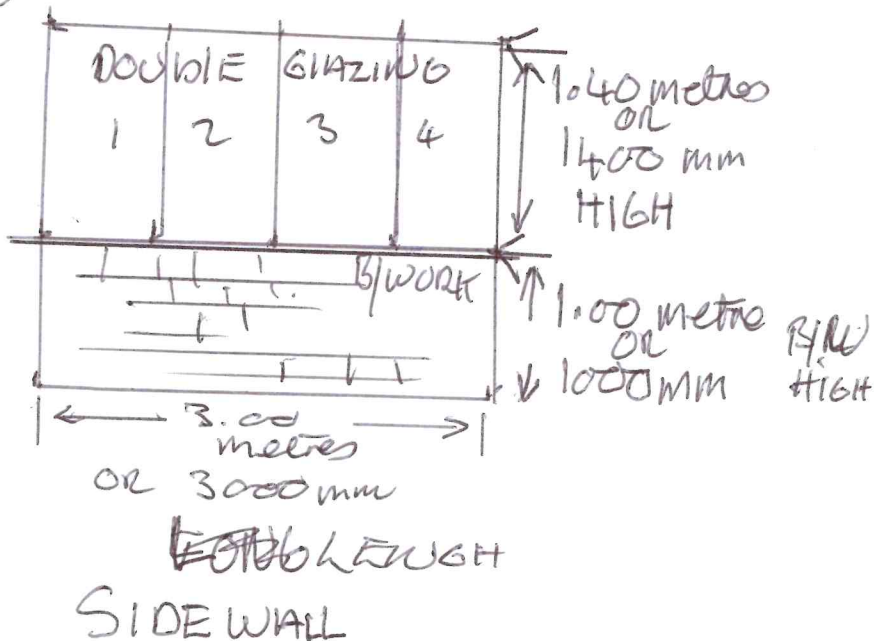 DOUBLE GLAZING
1 2 3 4
1.40 metres
OR
1400 mm
HIGH
B/WORK
1.00 metre
OR
1000mm
B/W
HIGH
3.00
metres
OR 3000mm
LENGH
SIDE WALL